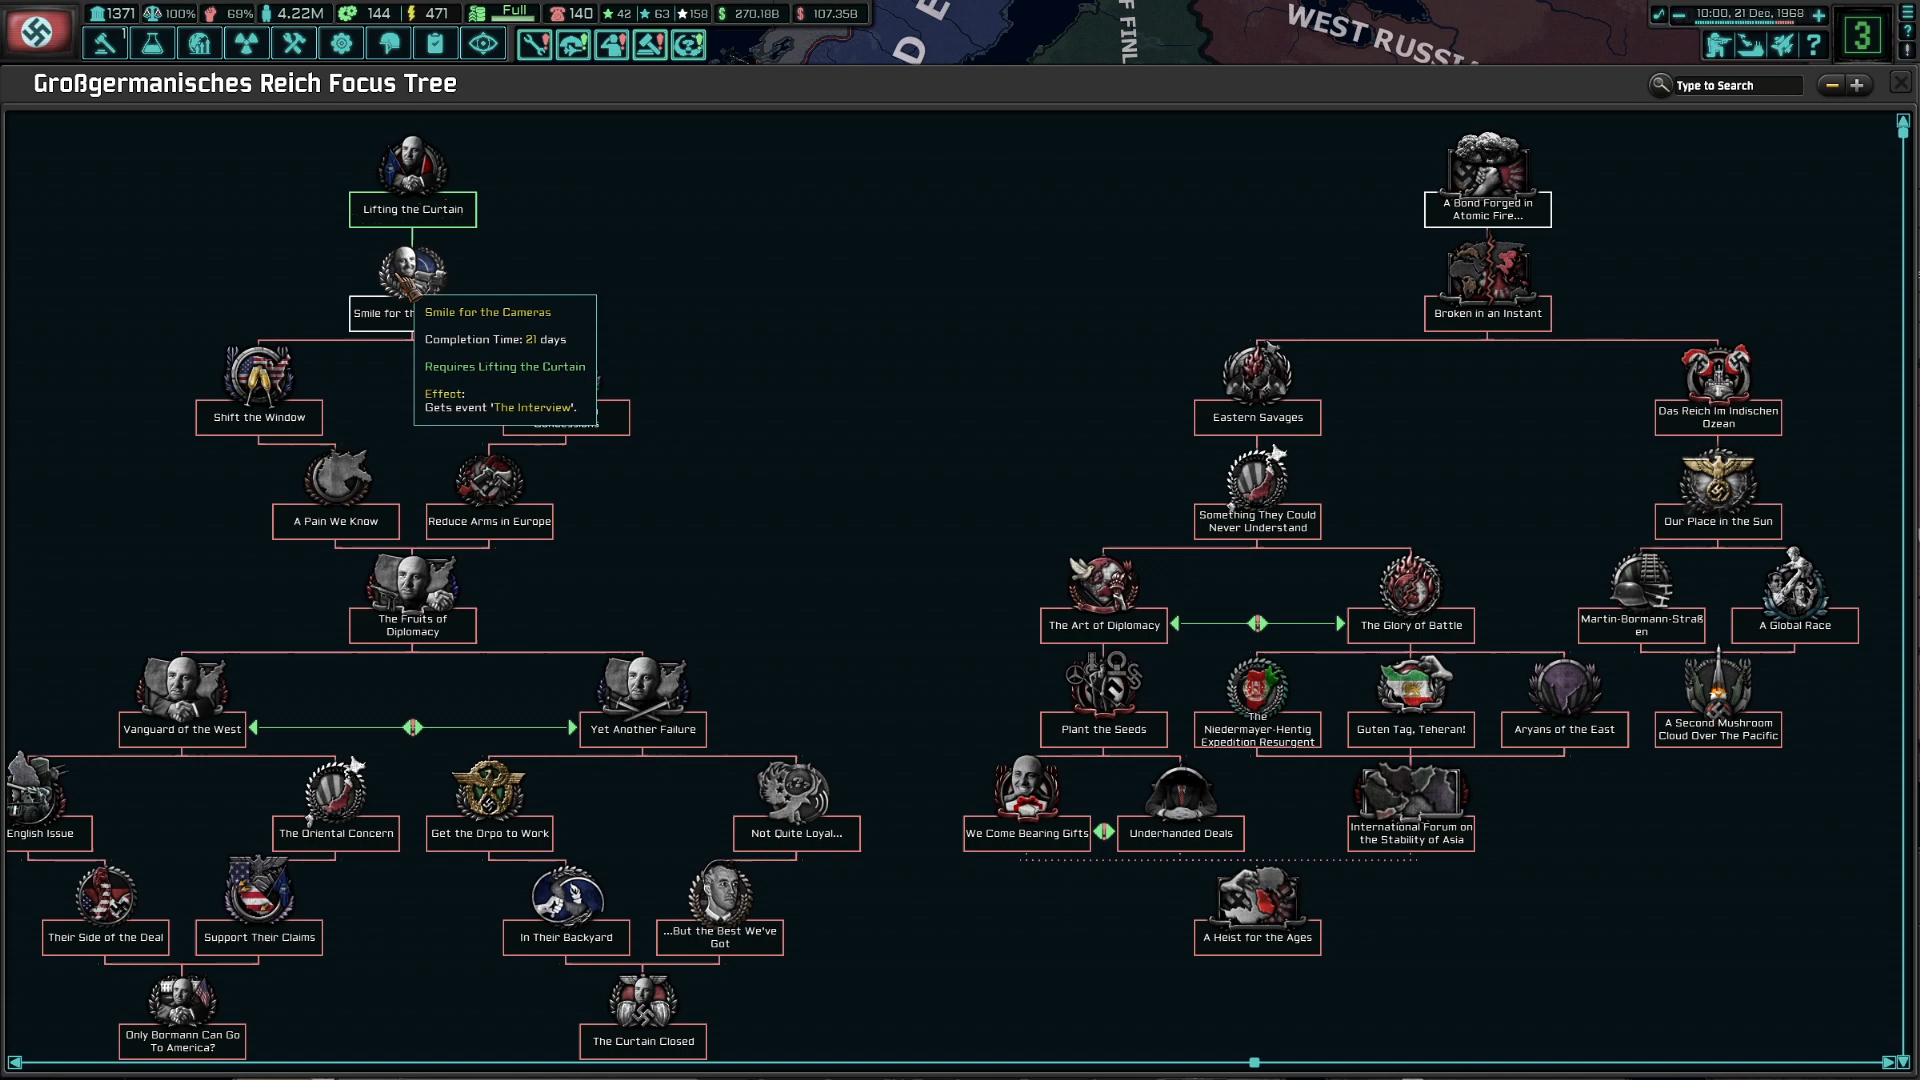 1371
100%
68%
4.22M
144
471
Full
140
42
63
158
270.18B
107.35B
10:00, 21 Dec, 1968
3
1
WEST RUSS
F FINL
D E
Großgermanisches Reich Focus Tree
Type to Search
Lifting the Curtain
A Bond Forged in
Atomic Fire...
Smile for th
Smile for the Cameras
Completion Time: 21 days
Requires Lifting the Curtain
Effect:
Gets event 'The Interview'.
Broken in an Instant
Shift the Window
Concessions
Eastern Savages
Das Reich Im Indischen
Ozean
A Pain We Know
Reduce Arms in Europe
Something They Could
Never Understand
Our Place in the Sun
The Fruits of
Diplomacy
The Art of Diplomacy
The Glory of Battle
Martin-Bormann-Straß
en
A Global Race
Vanguard of the West
Yet Another Failure
Plant the Seeds
The
Niedermayer-Hentig
Expedition Resurgent
Guten Tag, Teheran!
Aryans of the East
A Second Mushroom
Cloud Over The Pacific
English Issue
The Oriental Concern
Get the Orpo to Work
Not Quite Loyal...
We Come Bearing Gifts
Underhanded Deals
International Forum on
the Stability of Asia
Their Side of the Deal
Support Their Claims
In Their Backyard
...But the Best We've
Got
A Heist for the Ages
Only Bormann Can Go
To America?
The Curtain Closed